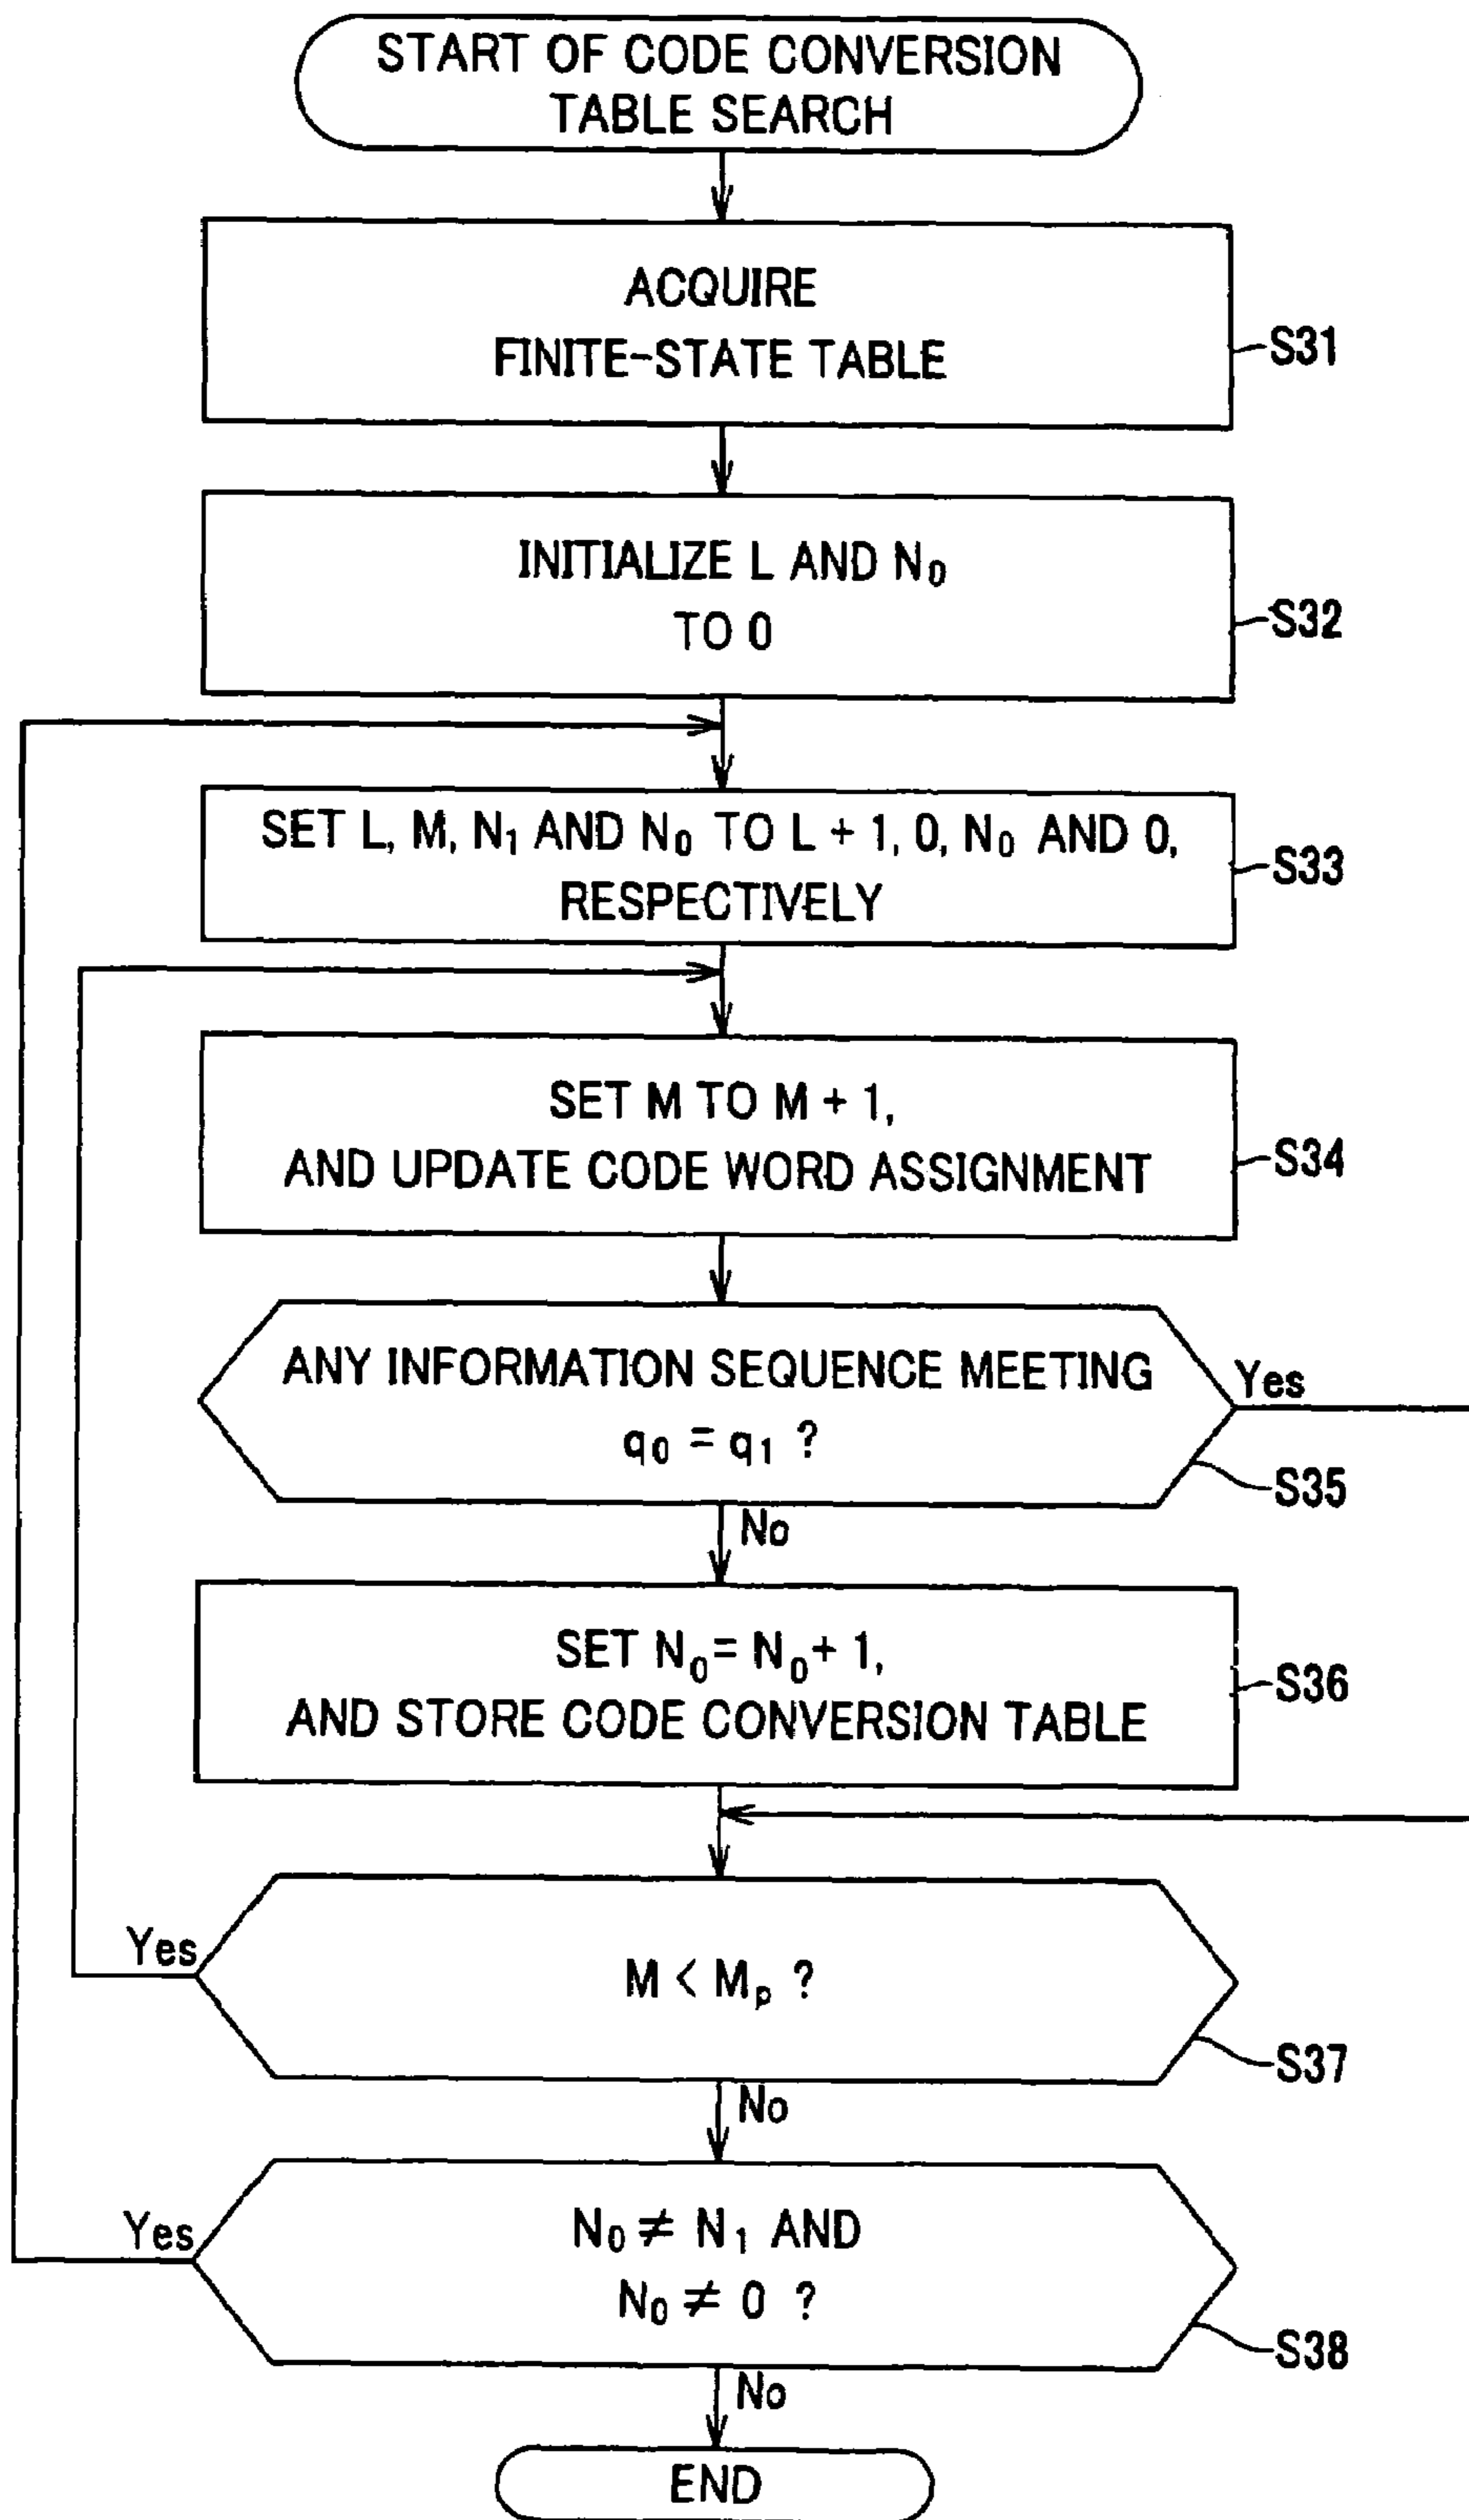 START OF CODE CONVERSION
TABLE SEARCH
ACQUIRE
FINITE-STATE TABLE
S31
INITIALIZE L AND N₀
TO 0
S32
SET L, M, N₁ AND N₀ TO L + 1, 0, N₀ AND 0,
RESPECTIVELY
S33
SET M TO M + 1,
AND UPDATE CODE WORD ASSIGNMENT
S34
ANY INFORMATION SEQUENCE MEETING
q₀ = q₁ ?
Yes
S35
No
SET N₀ = N₀ + 1,
AND STORE CODE CONVERSION TABLE
S36
Yes
M < Mₚ ?
S37
No
Yes
N₀ ≠ N₁ AND
N₀ ≠ 0 ?
S38
No
END